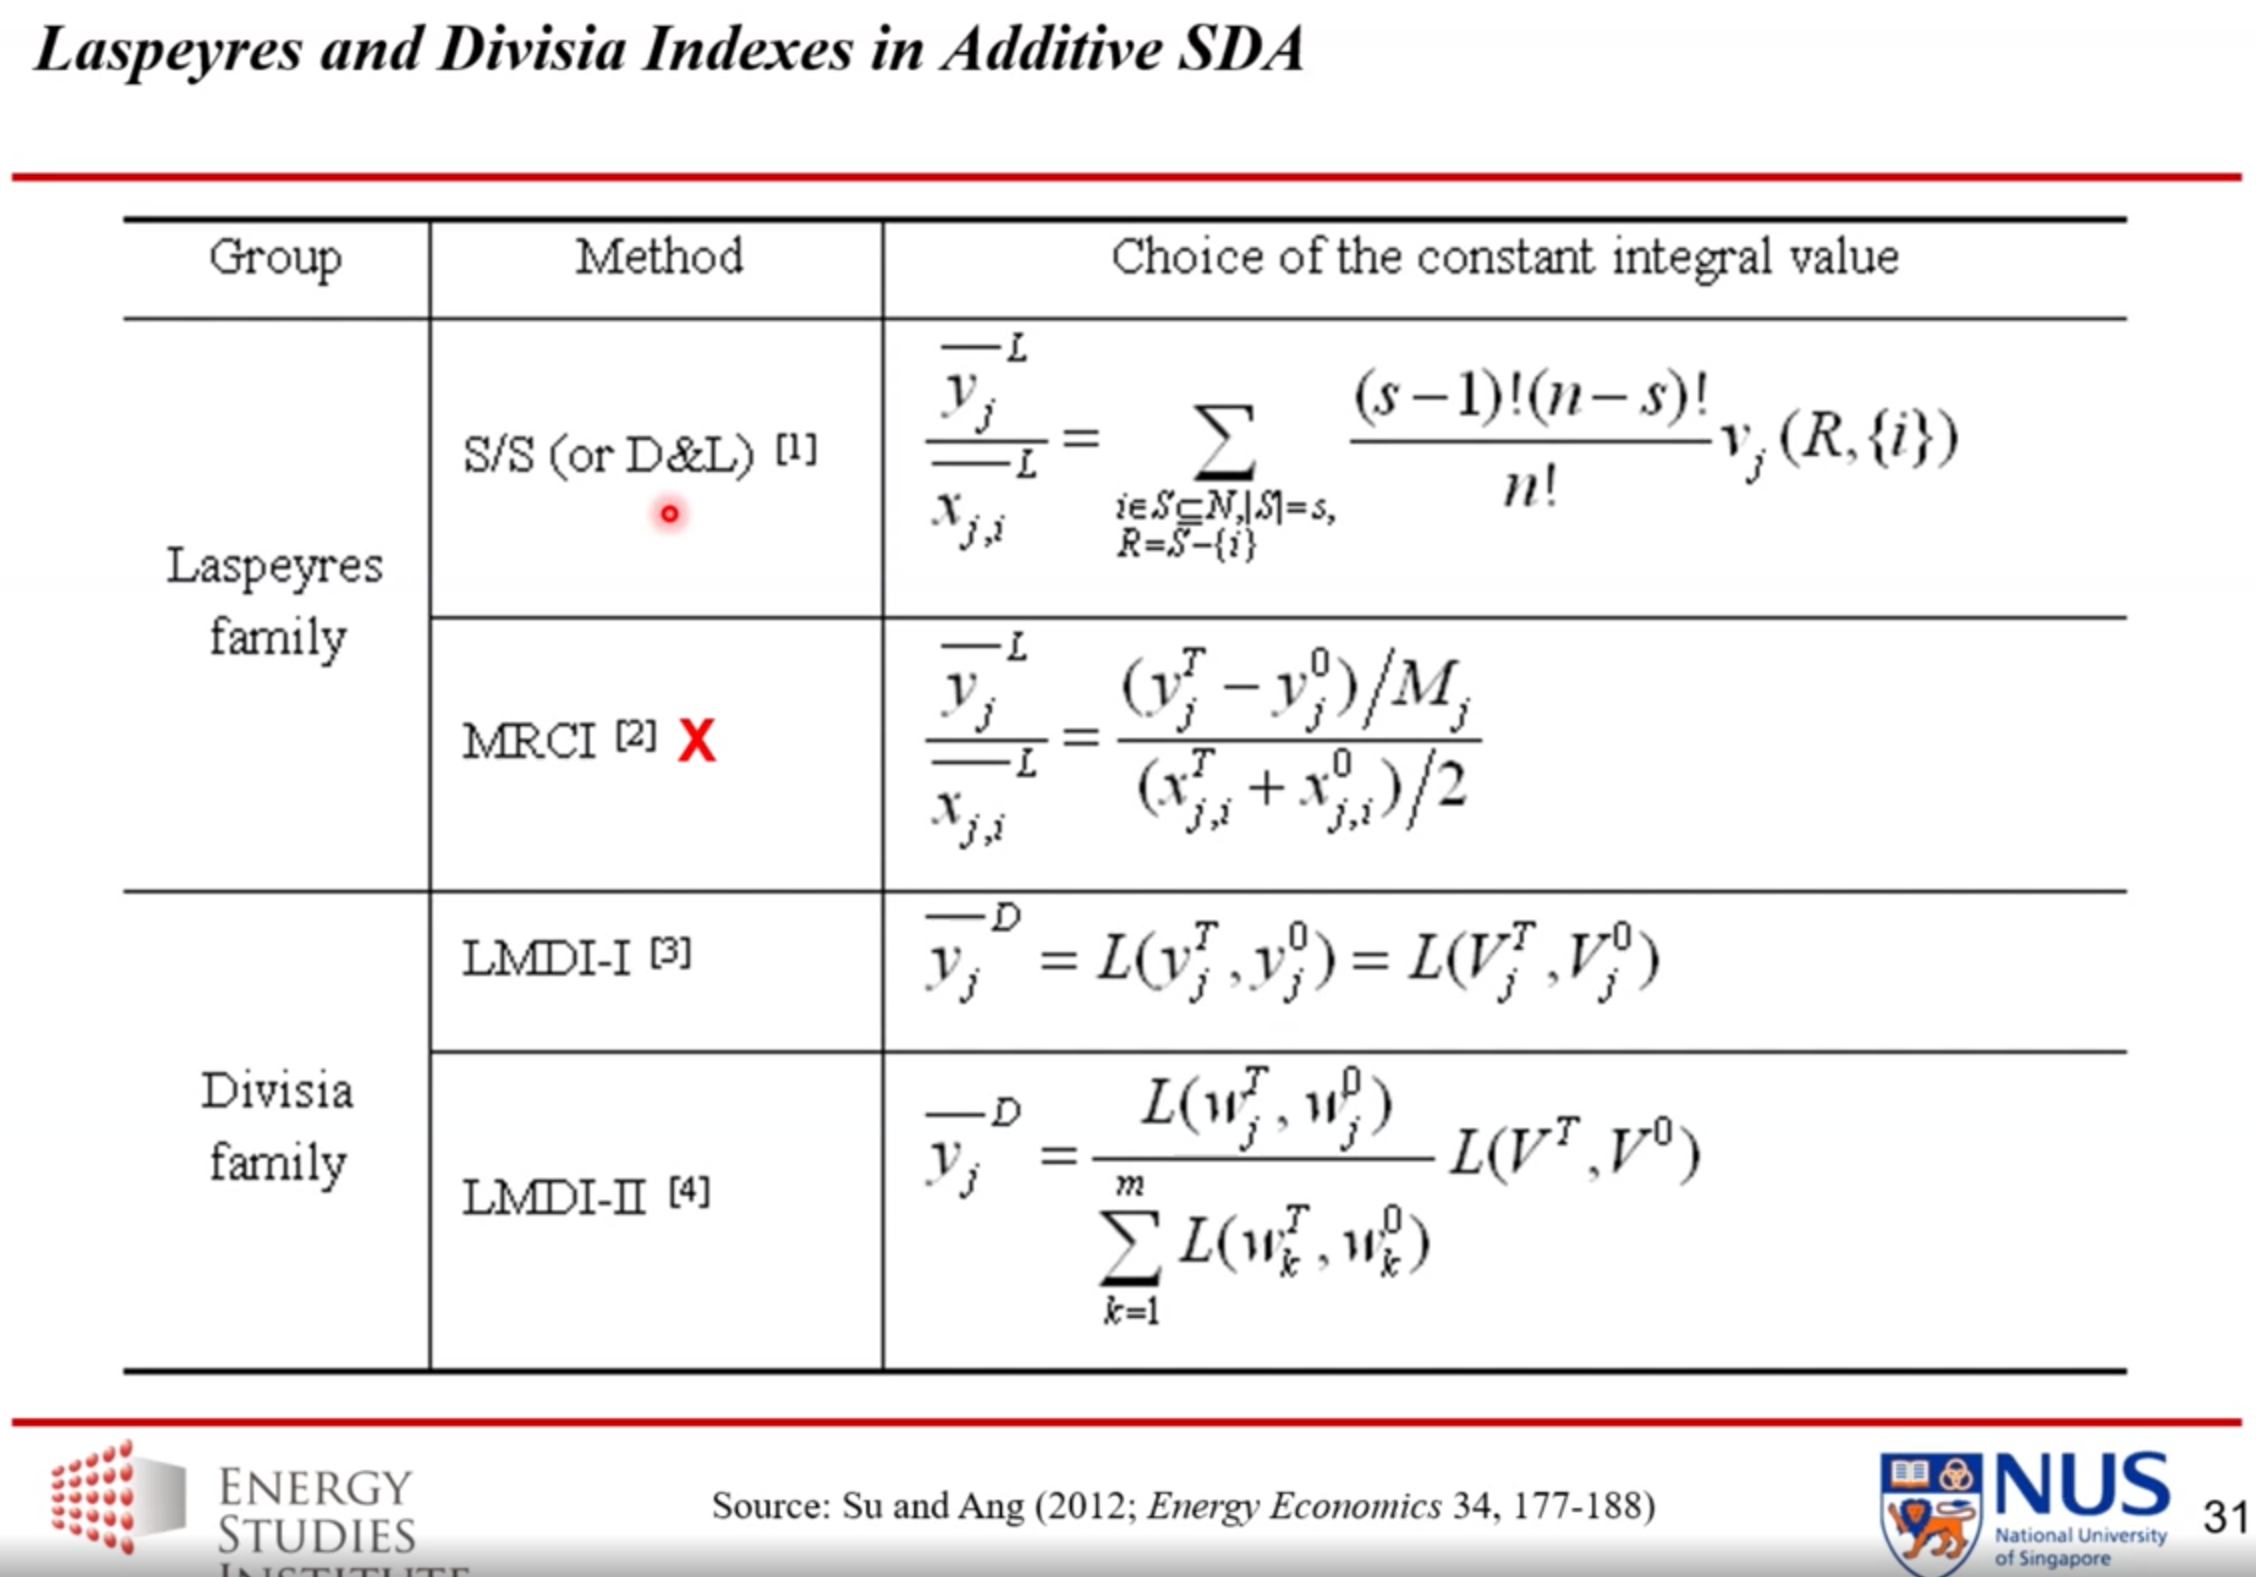 Laspeyres and Divisia Indexes in Additive SDA
Group Method Choice of the constant integral value
Laspeyres family
S/S (or D&L) [1]
\frac{\overline{y_j}^L}{\overline{x_{j,i}}^L} = \sum_{i∈S⊆N,|S|=s, R=S-{i}} \frac{(s-1)!(n-s)!}{n!} v_j(R,{i})
MRCI [2] X
\frac{\overline{y_j}^L}{\overline{x_{j,i}}^L} = \frac{(y_j^T - y_j^0)/M_j}{(x_{j,i}^T + x_{j,i}^0)/2}
Divisia family
LMDI-I [3]
\overline{y_j}^D = L(y_j^T, y_j^0) = L(V_j^T, V_j^0)
LMDI-II [4]
\overline{y_j}^D = \frac{L(w_j^T, w_j^0)}{\sum_{k=1}^m L(w_k^T, w_k^0)} L(V^T, V^0)
ENERGY
STUDIES
INSTITUTE
Source: Su and Ang (2012; Energy Economics 34, 177-188)
NUS
National University
of Singapore
31